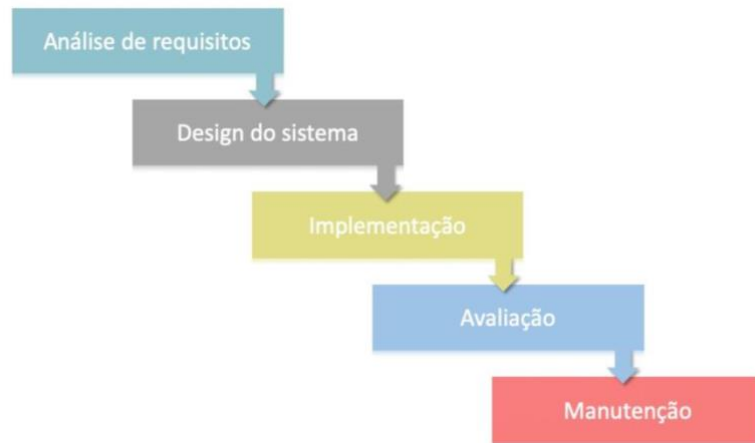 Análise de requisitos
Design do sistema
Implementação
Avaliação
Manutenção